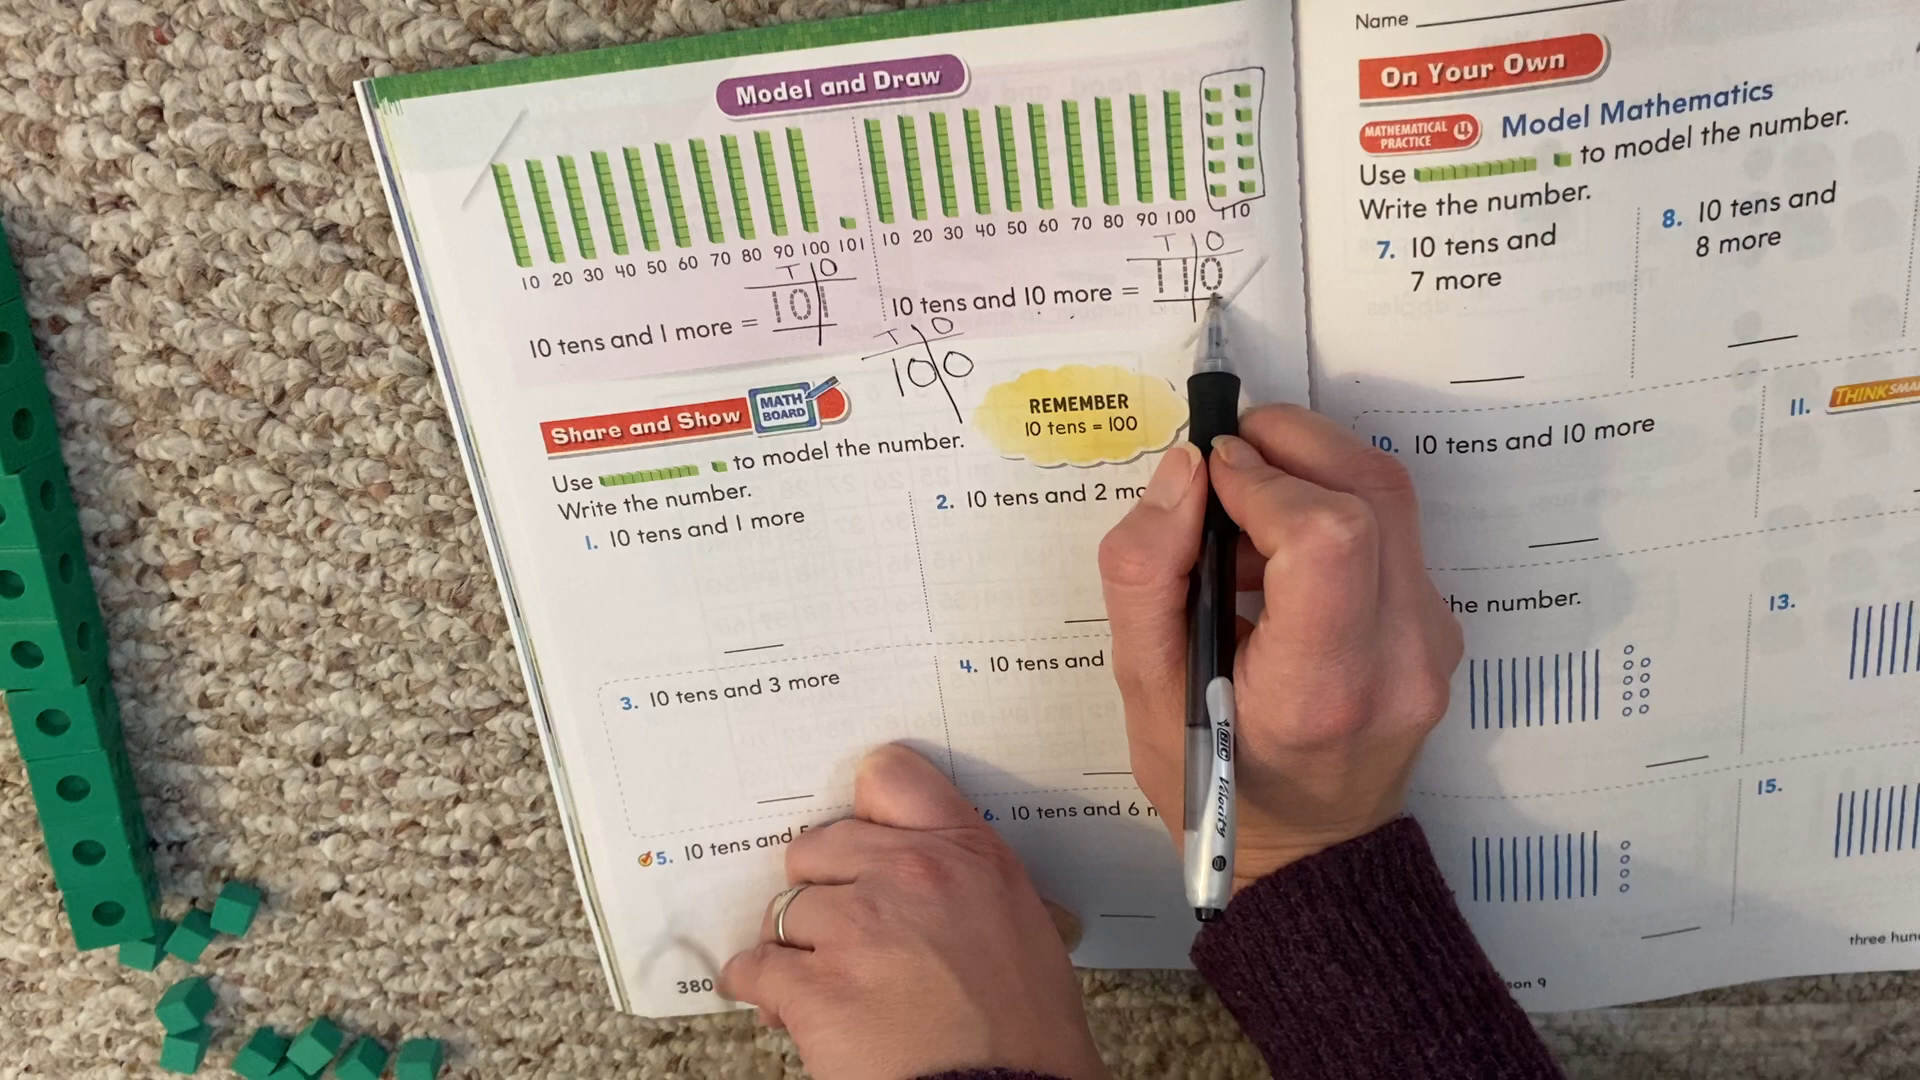 Model and Draw
10 20 30 40 50 60 70 80 90 100 101
10 20 30 40 50 60 70 80 90 100 110
T O
101
10 tens and 1 more =
T O
110
10 tens and 10 more =
T O
100
Share and Show
MATH
BOARD
REMEMBER
10 tens = 100
Use to model the number.
Write the number.
1. 10 tens and 1 more
2. 10 tens and 2
3. 10 tens and 3 more
4. 10 tens and
5. 10 tens and
6. 10 tens and 6
380
Name
On Your Own
MATHEMATICAL
PRACTICE
Model Mathematics
Use to model the number.
Write the number.
7. 10 tens and
7 more
8. 10 tens and
8 more
10. 10 tens and 10 more
11. THINK
the number.
13.
15.
three
9
BIC Velocity